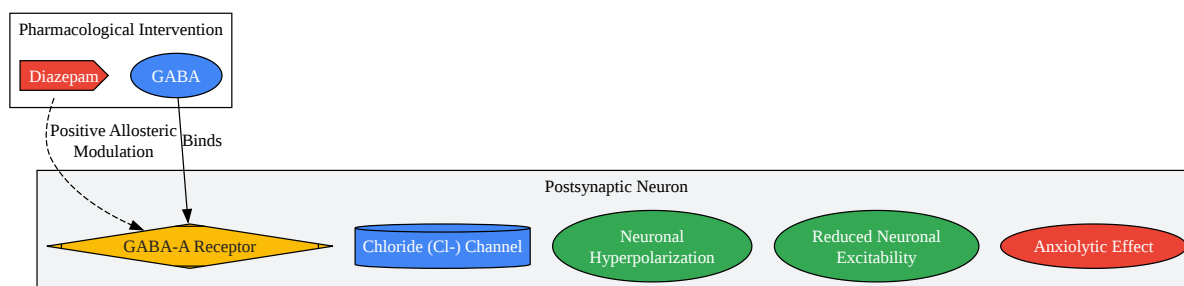 Pharmacological Intervention
Diazepam
GABA
Positive Allosteric
Modulation
Binds
Postsynaptic Neuron
GABA-A Receptor
Chloride (Cl-) Channel
Neuronal
Hyperpolarization
Reduced Neuronal
Excitability
Anxiolytic Effect